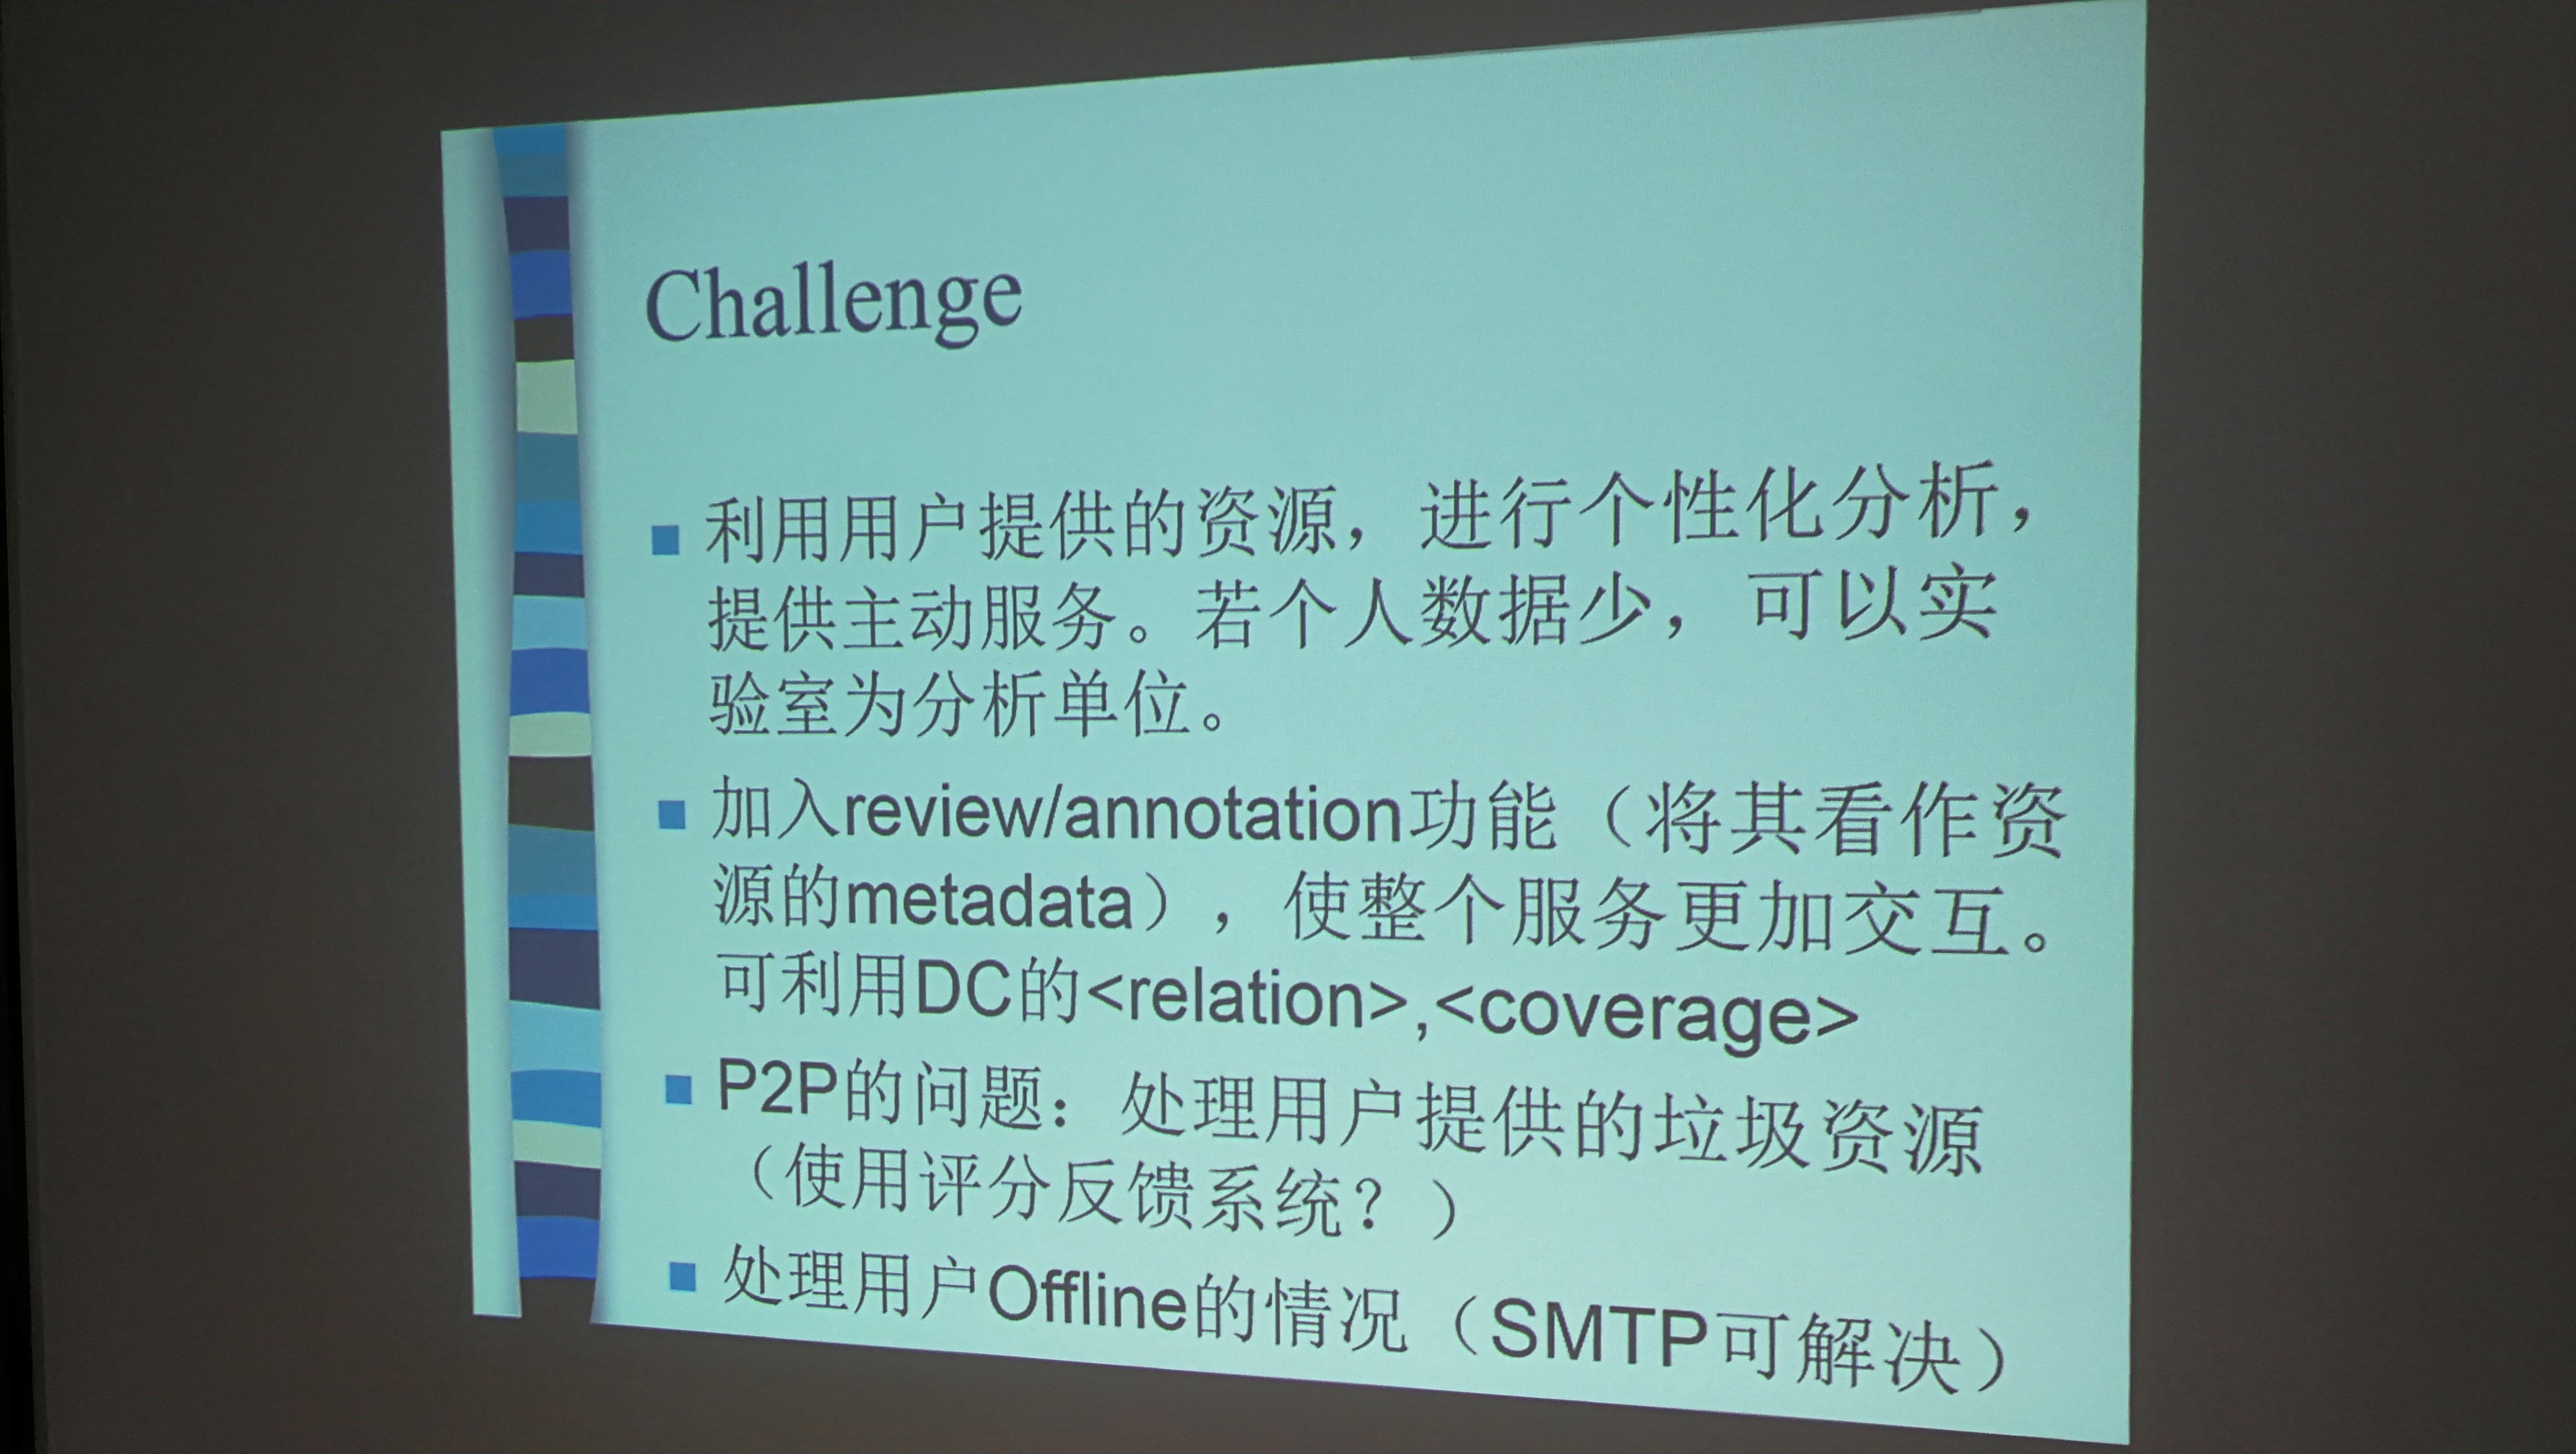 Challenge
利用用户提供的资源，进行个性化分析，
提供主动服务。若个人数据少，可以实
验室为分析单位。
加入review/annotation功能（将其看作资
源的metadata），使整个服务更加交互。
可利用DC的<relation>,<coverage>
P2P的问题：处理用户提供的垃圾资源
（使用评分反馈系统？）
处理用户Offline的情况（SMTP可解决）